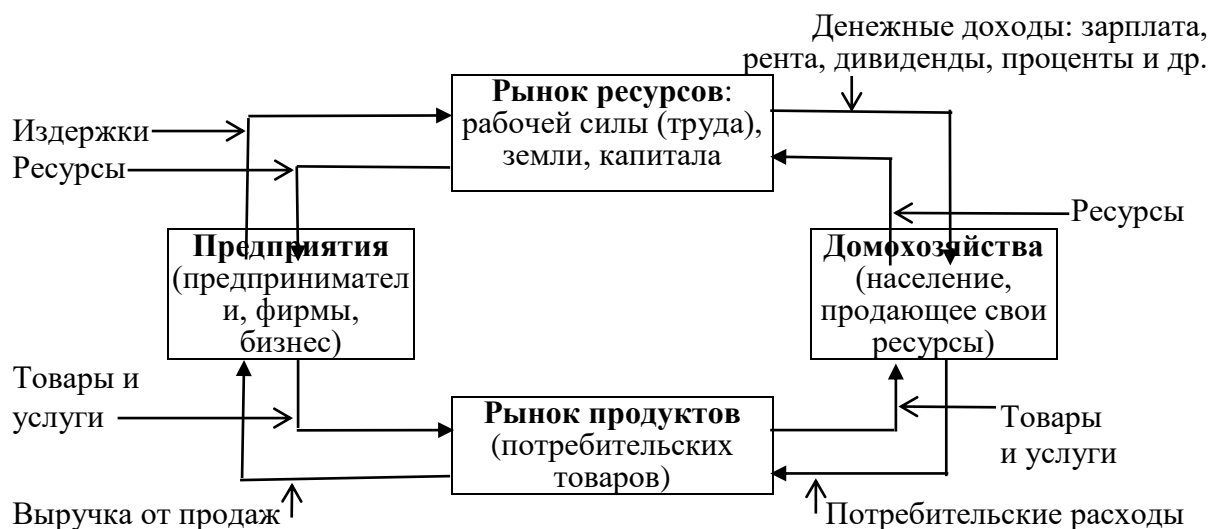 Денежные доходы: зарплата,
рента, дивиденды, проценты и др.
Рынок ресурсов:
рабочей силы (труда),
земли, капитала
Издержки
Ресурсы
Ресурсы
Предприятия
(предпринимател
и, фирмы,
бизнес)
Домохозяйства
(население,
продающее свои
ресурсы)
Товары и
услуги
Рынок продуктов
(потребительских
товаров)
Товары
и услуги
Выручка от продаж
Потребительские расходы